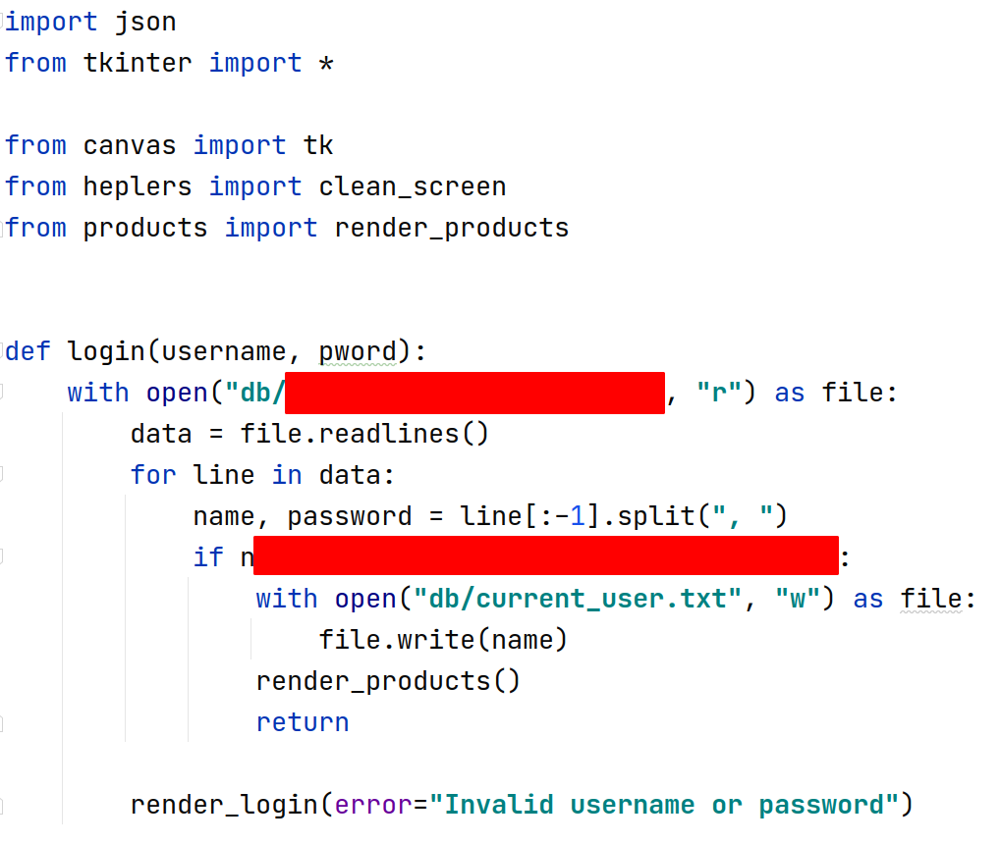 import json
from tkinter import *
from canvas import tk
from heplers import clean_screen
from products import render_products
def login(username, pword):
with open("db/ , "r") as file:
data = file.readlines()
for line in data:
name, password = line[:-1].split(", ")
if n :
with open("db/current_user.txt", "w") as file:
file.write(name)
render_products()
return
render_login(error="Invalid username or password")